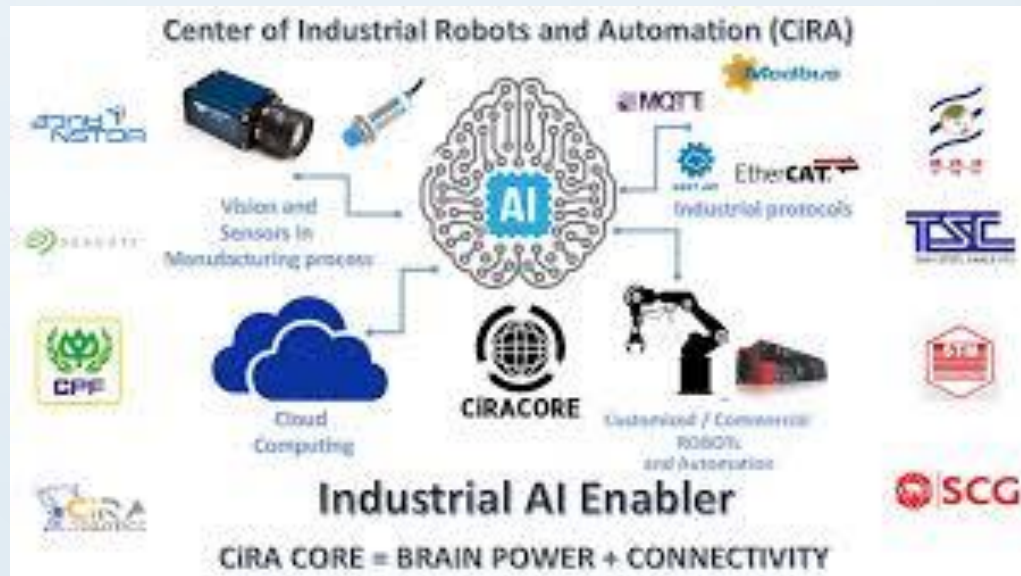 Center of Industrial Robots and Automation (CiRA)
Modbus
MQTT
AI
EtherCAT
Industrial protocols
Vision and
Sensors in
Manufacturing process
TSC
CPF
CiRACORE
Cloud
Computing
Customized / Commercial
ROBOTs
and Automation
CiRA
Industrial AI Enabler
SCG
CiRA CORE = BRAIN POWER + CONNECTIVITY